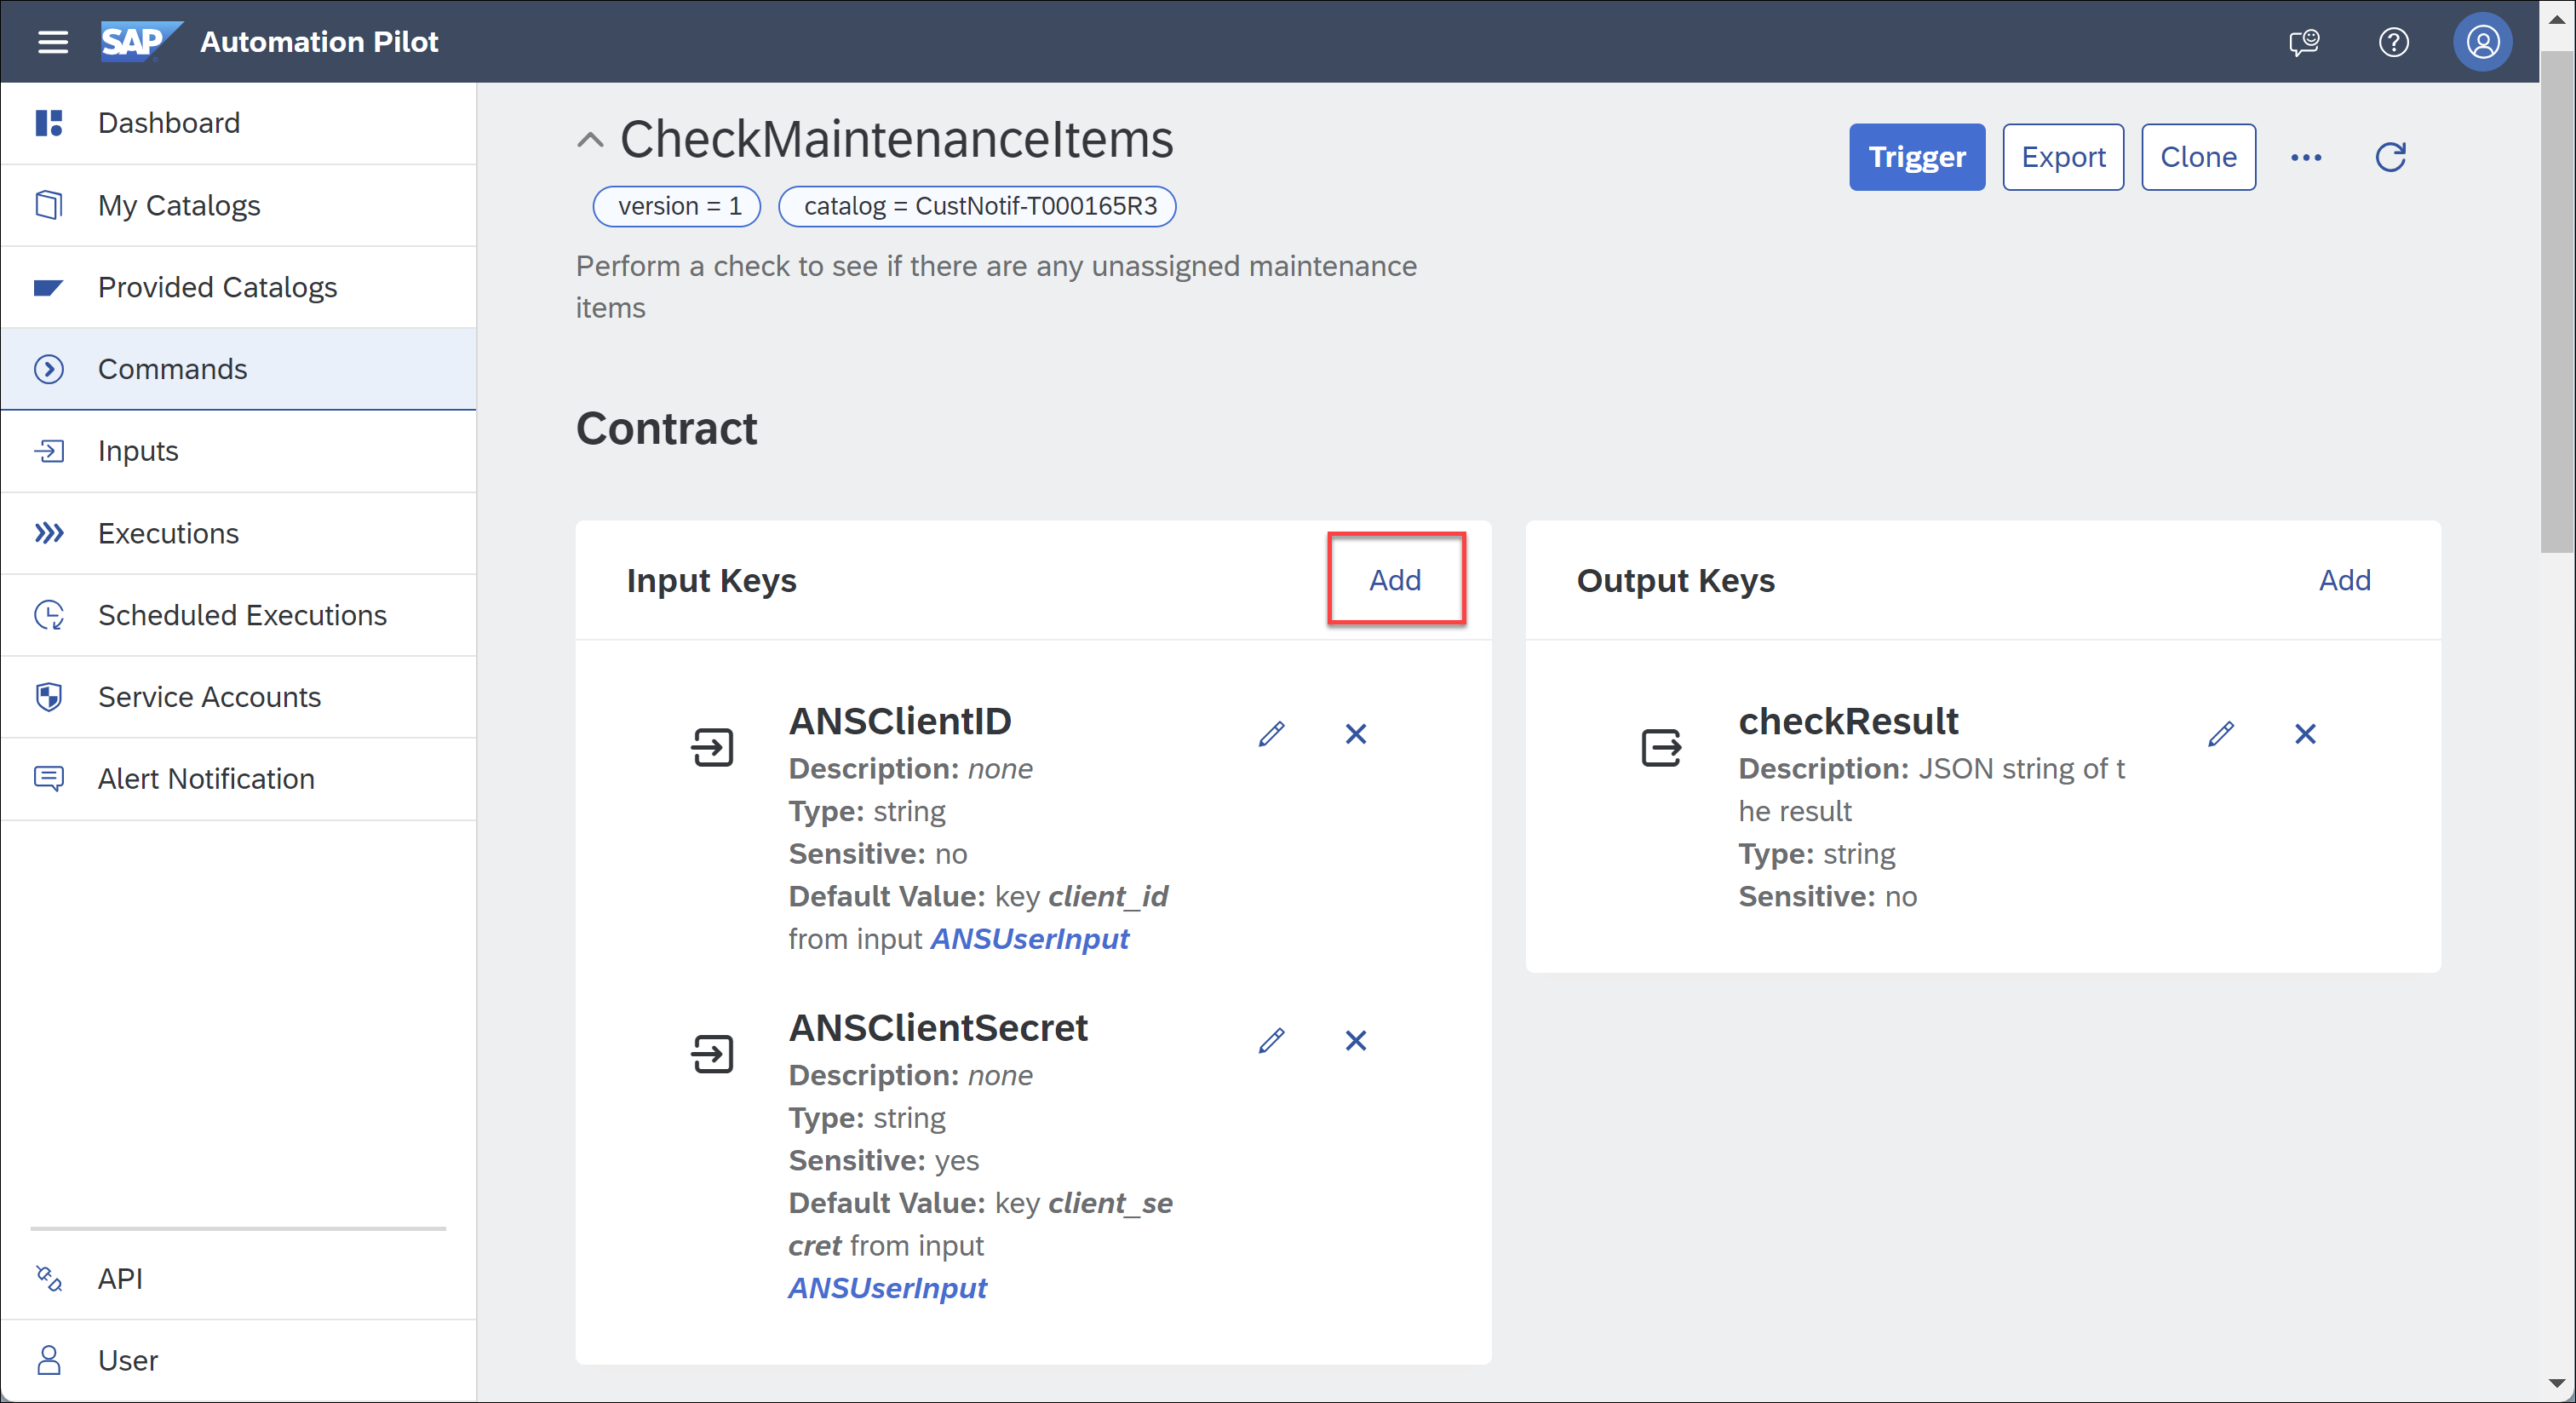 SAP Automation Pilot
Dashboard
My Catalogs
Provided Catalogs
Commands
Inputs
Executions
Scheduled Executions
Service Accounts
Alert Notification
API
User
CheckMaintenanceItems
Trigger
Export
Clone
version = 1
catalog = CustNotif-T000165R3
Perform a check to see if there are any unassigned maintenance
items
Contract
Input Keys
Add
ANSClientID
Description: none
Type: string
Sensitive: no
Default Value: key client_id
from input ANSUserInput
ANSClientSecret
Description: none
Type: string
Sensitive: yes
Default Value: key client_se
cret from input
ANSUserInput
Output Keys
Add
checkResult
Description: JSON string of t
he result
Type: string
Sensitive: no